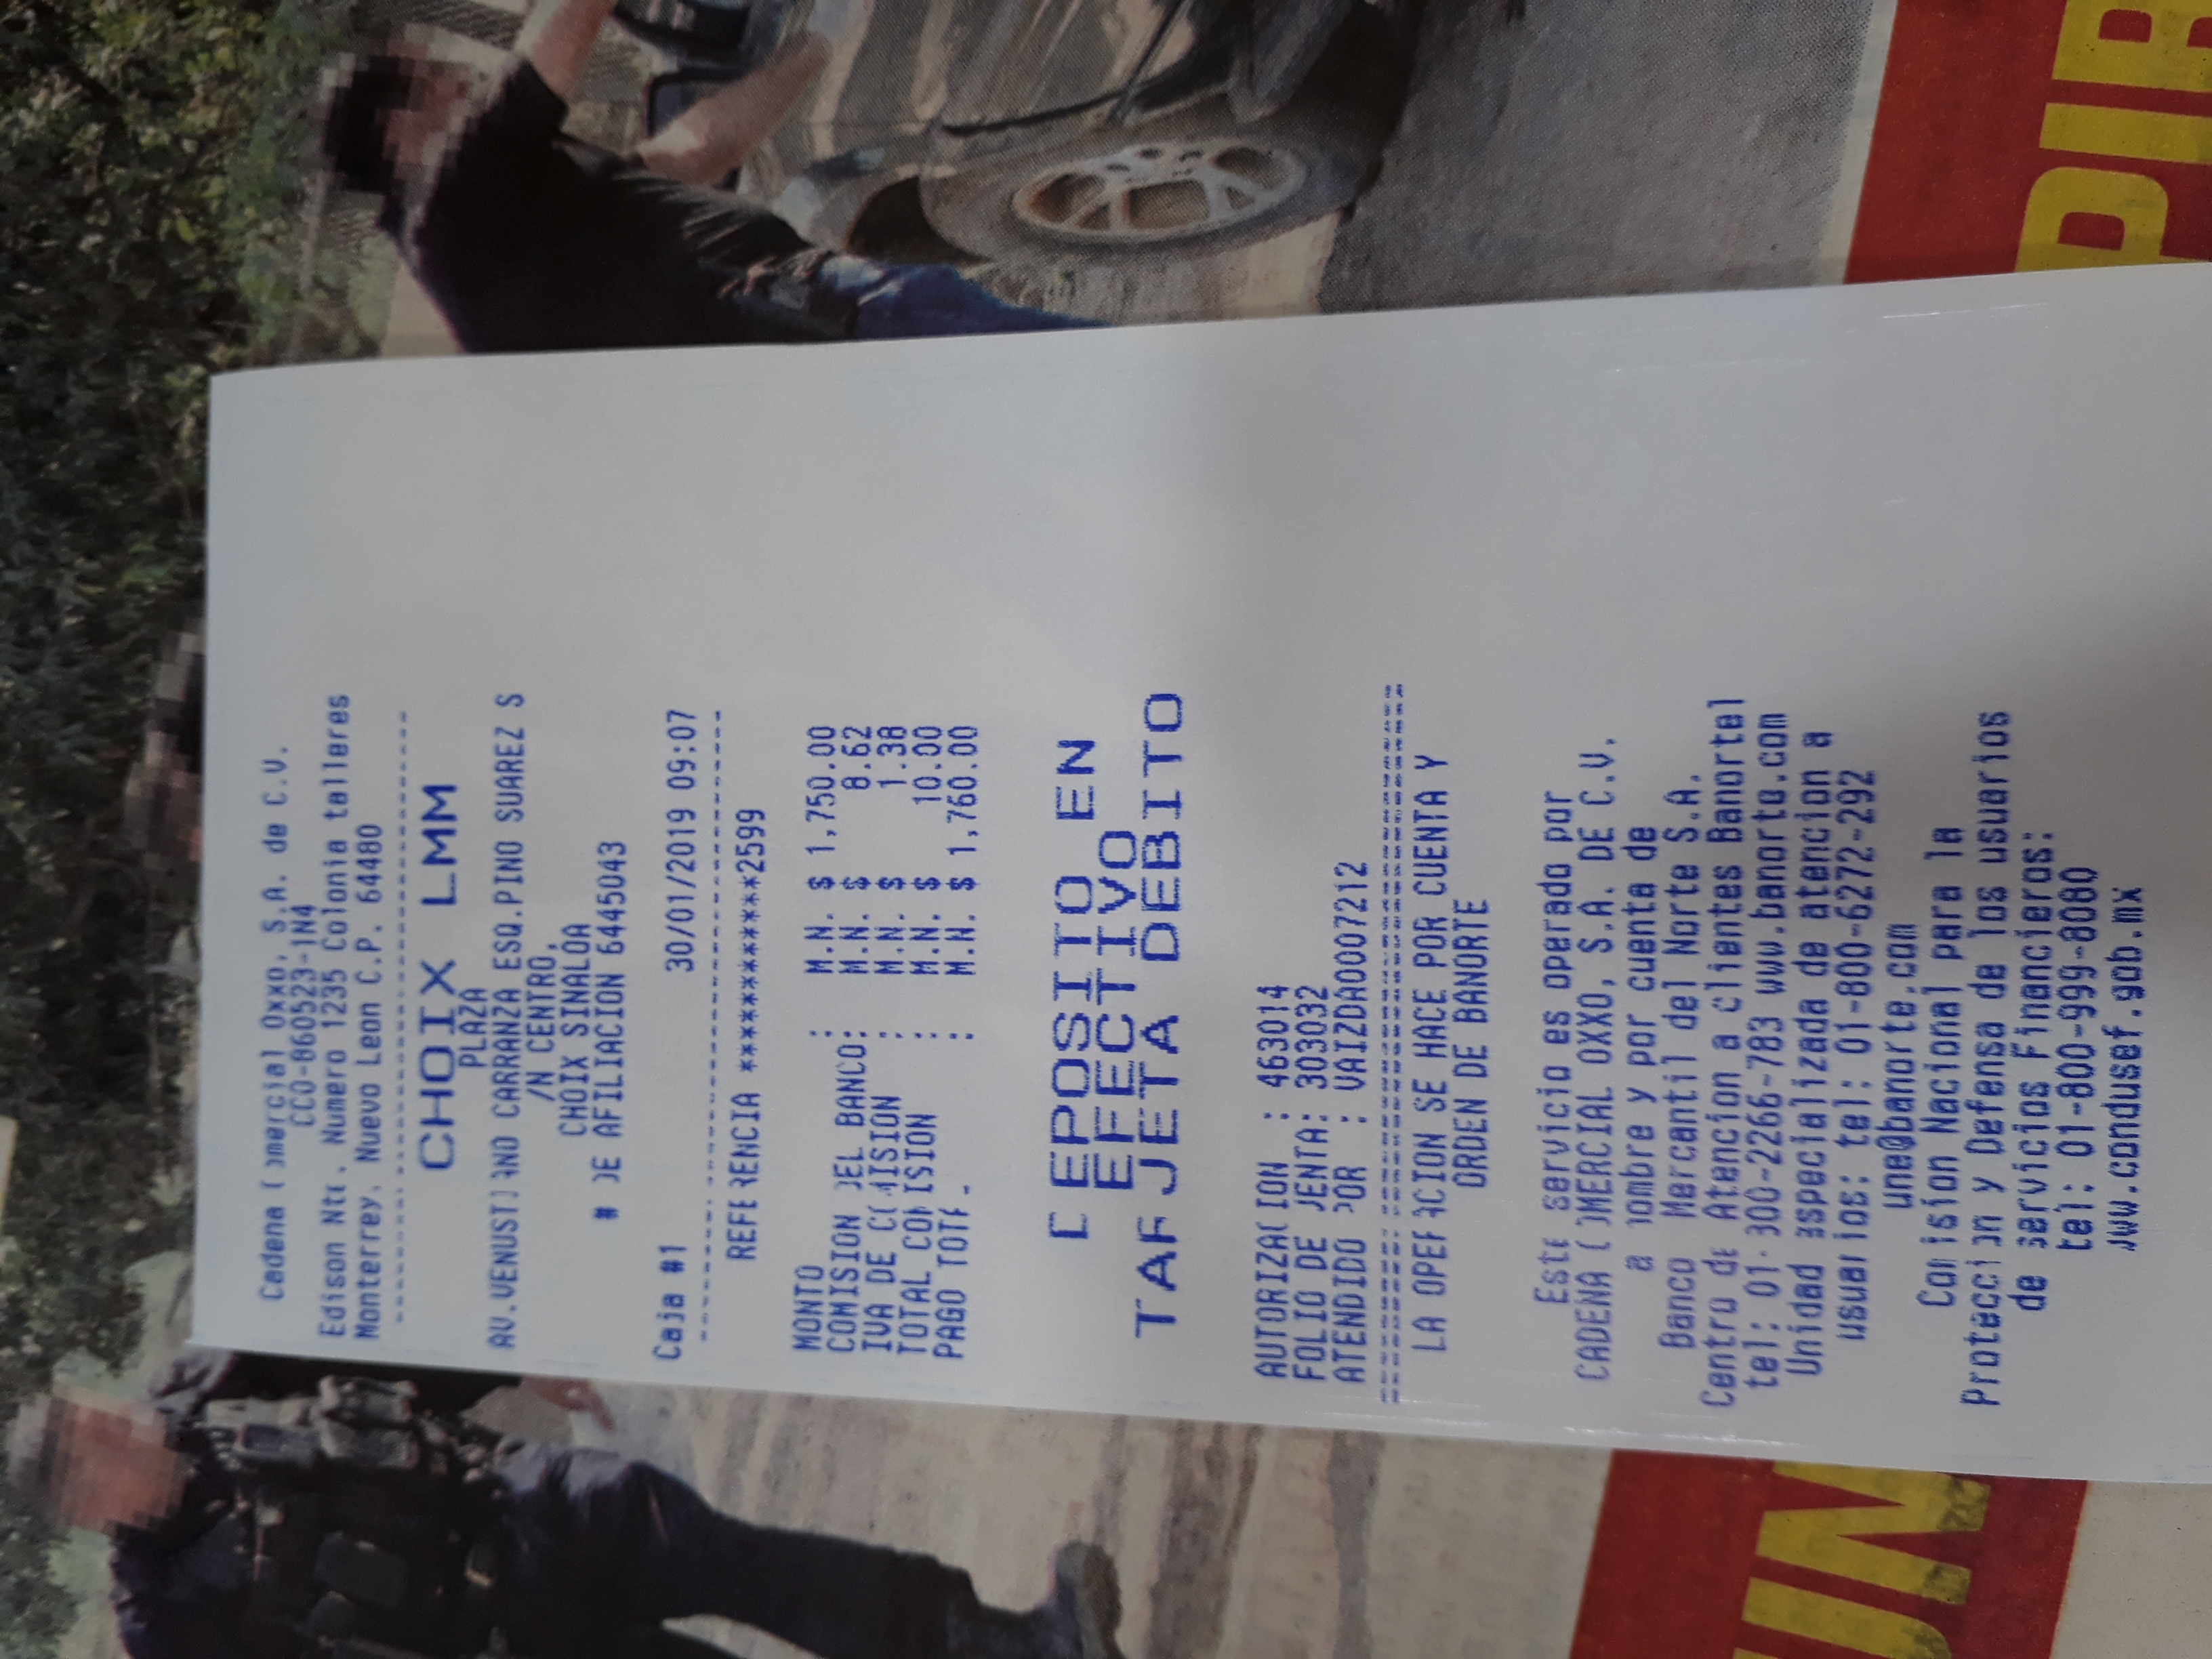 Cadena Comercial Oxxo, S.A. de C.V.
CCO-860523-1N4
Edison Nte. Numero 1235 Colonia talleres
Monterrey, Nuevo Leon C.P. 64480
CHOIX LMM
PLAZA
AV.VENUSTIANO CARRANZA ESQ.PINO SUAREZ S
/N CENTRO,
CHOIX SINALOA
# DE AFILIACION 6445043
Caja #1 30/01/2019 09:07
REFERENCIA ************2599
MONTO : M.N. $ 1,750.00
COMISION DEL BANCO: M.N. $ 8.62
IVA DE COMISION : M.N. $ 1.38
TOTAL COMISION : M.N. $ 10.00
PAGO TOTAL : M.N. $ 1,760.00
DEPOSITO EN
EFECTIVO
TARJETA DEBITO
AUTORIZACION : 463014
FOLIO DE VENTA: 303032
ATENDIDO POR : VAIZDA0007212
LA OPERACION SE HACE POR CUENTA Y
ORDEN DE BANORTE
Este servicio es operado por
CADENA COMERCIAL OXXO, S.A. DE C.V.
a nombre y por cuenta de
Banco Mercantil del Norte S.A.
Centro de Atencion a clientes Banortel
tel: 01-800-2266-783 www.banorte.com
Unidad especializada de atencion a
usuarios: tel: 01-800-6272-292
une@banorte.com
Comision Nacional para la
Proteccion y Defensa de los usuarios
de servicios Financieros:
tel: 01-800-999-8080
www.condusef.gob.mx